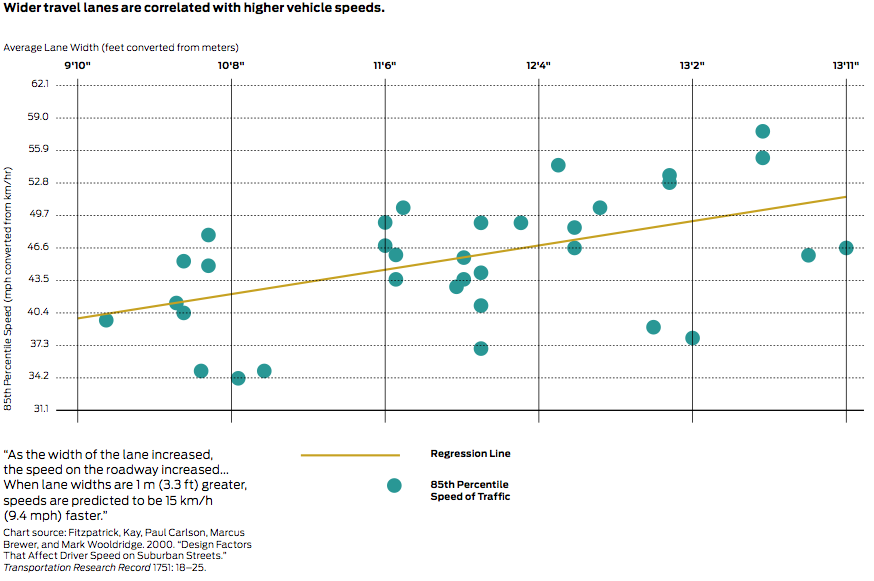 Wider travel lanes are correlated with higher vehicle speeds.
Average Lane Width (feet converted from meters)
9'10" 10'8" 11'6" 12'4" 13'2" 13'11"
62.1
59.0
55.9
52.8
49.7
46.6
43.5
40.4
37.3
34.2
31.1
85th Percentile Speed (mph converted from km/hr)
“As the width of the lane increased,
the speed on the roadway increased...
When lane widths are 1 m (3.3 ft) greater,
speeds are predicted to be 15 km/h
(9.4 mph) faster.”
Chart source: Fitzpatrick, Kay, Paul Carlson, Marcus
Brewer, and Mark Wooldridge. 2000. “Design Factors
That Affect Driver Speed on Suburban Streets.”
Transportation Research Record 1751: 18–25.
Regression Line
85th Percentile
Speed of Traffic